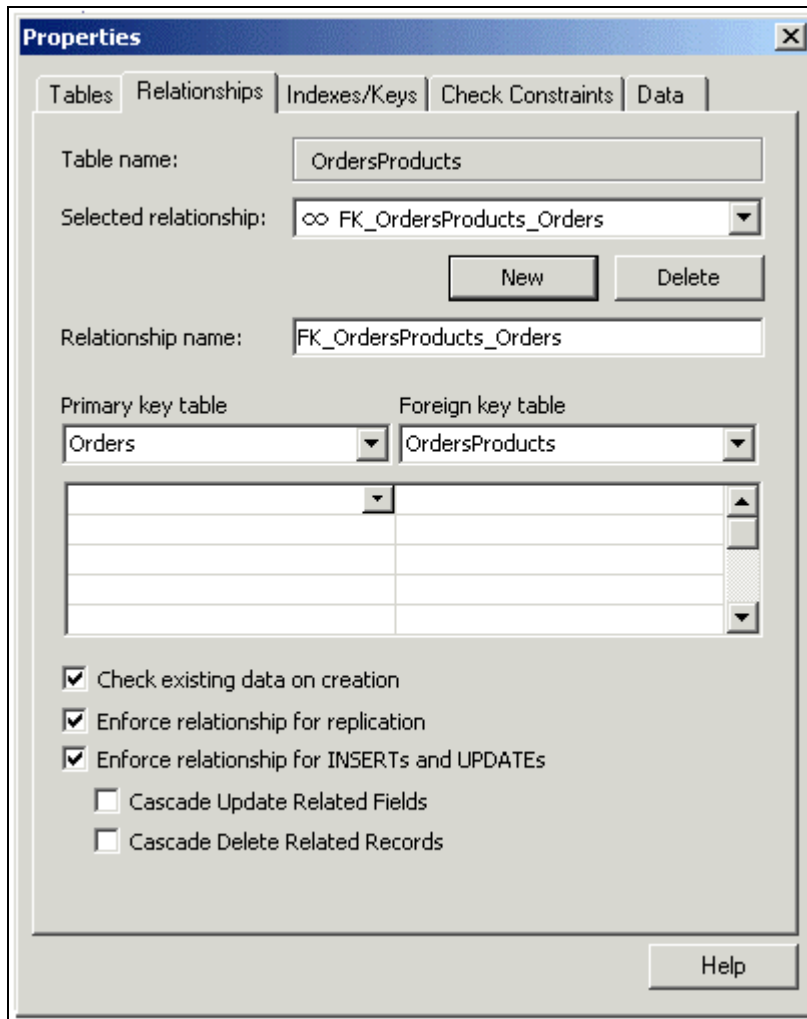 Properties
Tables Relationships Indexes/Keys Check Constraints Data
Table name: OrdersProducts
Selected relationship: ∞ FK_OrdersProducts_Orders
New Delete
Relationship name: FK_OrdersProducts_Orders
Primary key table Foreign key table
Orders OrdersProducts
Check existing data on creation
Enforce relationship for replication
Enforce relationship for INSERTs and UPDATEs
Cascade Update Related Fields
Cascade Delete Related Records
Help